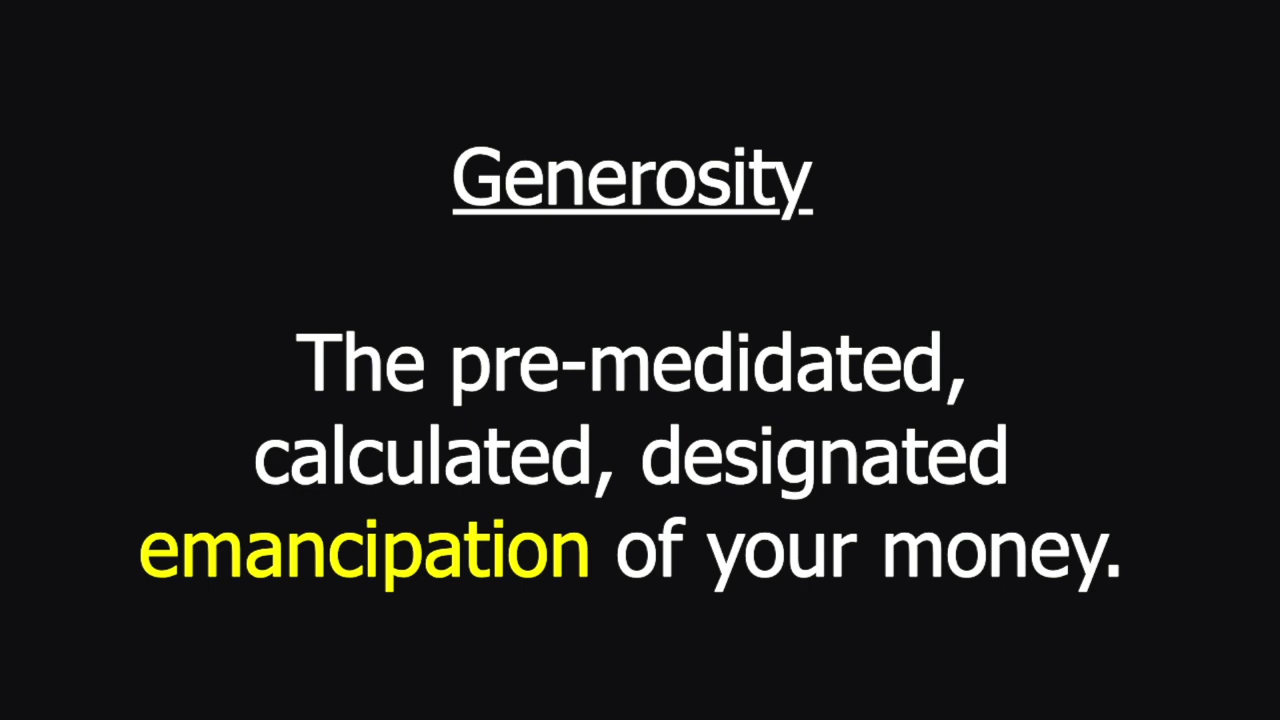 Generosity
The pre-medidated,
calculated, designated
emancipation of your money.